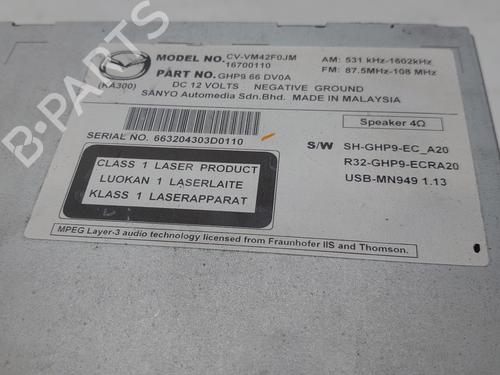 MODEL NO. CV-VM42F0JM
16700110
AM: 531 kHz-1602kHz
FM: 87.5MHz-108 MHz
PART NO. GHP9 66 DV0A
(KA300)
DC 12 VOLTS NEGATIVE GROUND
SANYO Automedia Sdn.Bhd. MADE IN MALAYSIA
Speaker 4Ω
SERIAL NO. 663204303D0110
S/W SH-GHP9-EC_A20
R32-GHP9-ECRA20
USB-MN949 1.13
CLASS 1 LASER PRODUCT
LUOKAN 1 LASERLAITE
KLASS 1 LASERAPPARAT
MPEG Layer-3 audio technology licensed from Fraunhofer IIS and Thomson.
B-PARTS